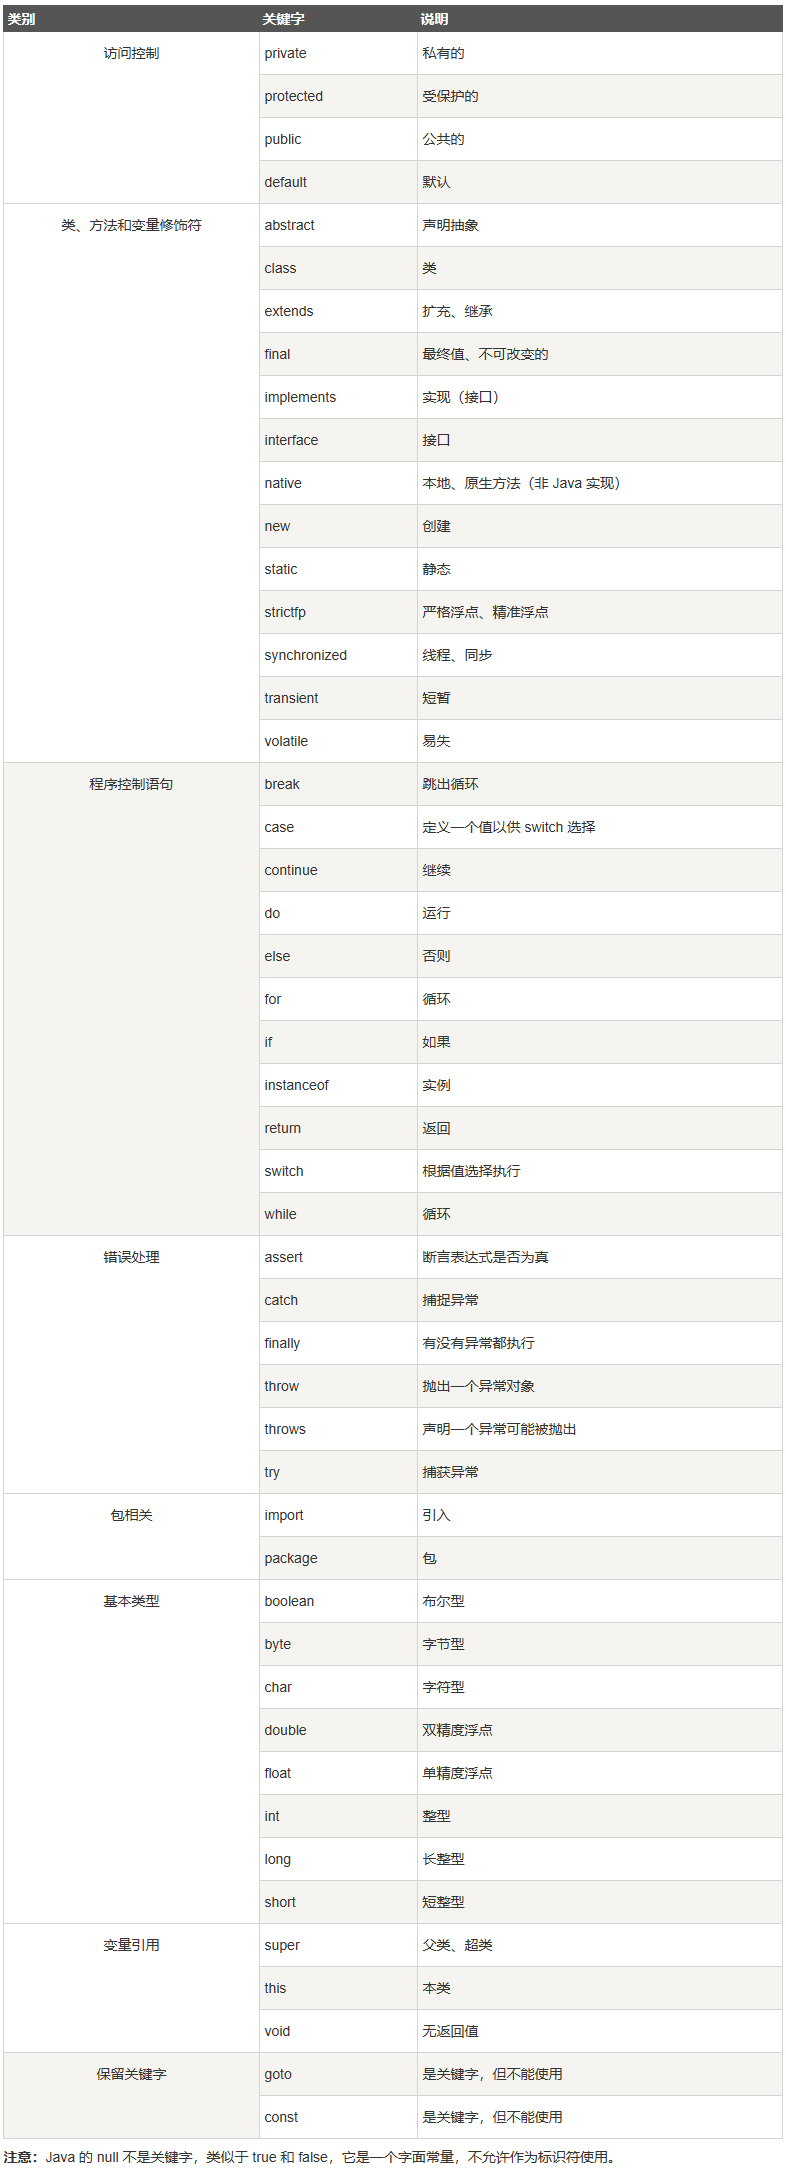 类别 关键字 说明
访问控制 private 私有的
protected 受保护的
public 公共的
default 默认
类、方法和变量修饰符 abstract 声明抽象
class 类
extends 扩充、继承
final 最终值、不可改变的
implements 实现（接口）
interface 接口
native 本地、原生方法（非 Java 实现）
new 创建
static 静态
strictfp 严格浮点、精准浮点
synchronized 线程、同步
transient 短暂
volatile 易失
程序控制语句 break 跳出循环
case 定义一个值以供 switch 选择
continue 继续
do 运行
else 否则
for 循环
if 如果
instanceof 实例
return 返回
switch 根据值选择执行
while 循环
错误处理 assert 断言表达式是否为真
catch 捕捉异常
finally 有没有异常都执行
throw 抛出一个异常对象
throws 声明一个异常可能被抛出
try 捕获异常
包相关 import 引入
package 包
基本类型 boolean 布尔型
byte 字节型
char 字符型
double 双精度浮点
float 单精度浮点
int 整型
long 长整型
short 短整型
变量引用 super 父类、超类
this 本类
void 无返回值
保留关键字 goto 是关键字，但不能使用
const 是关键字，但不能使用
注意：Java 的 null 不是关键字，类似于 true 和 false，它是一个字面常量，不允许作为标识符使用。